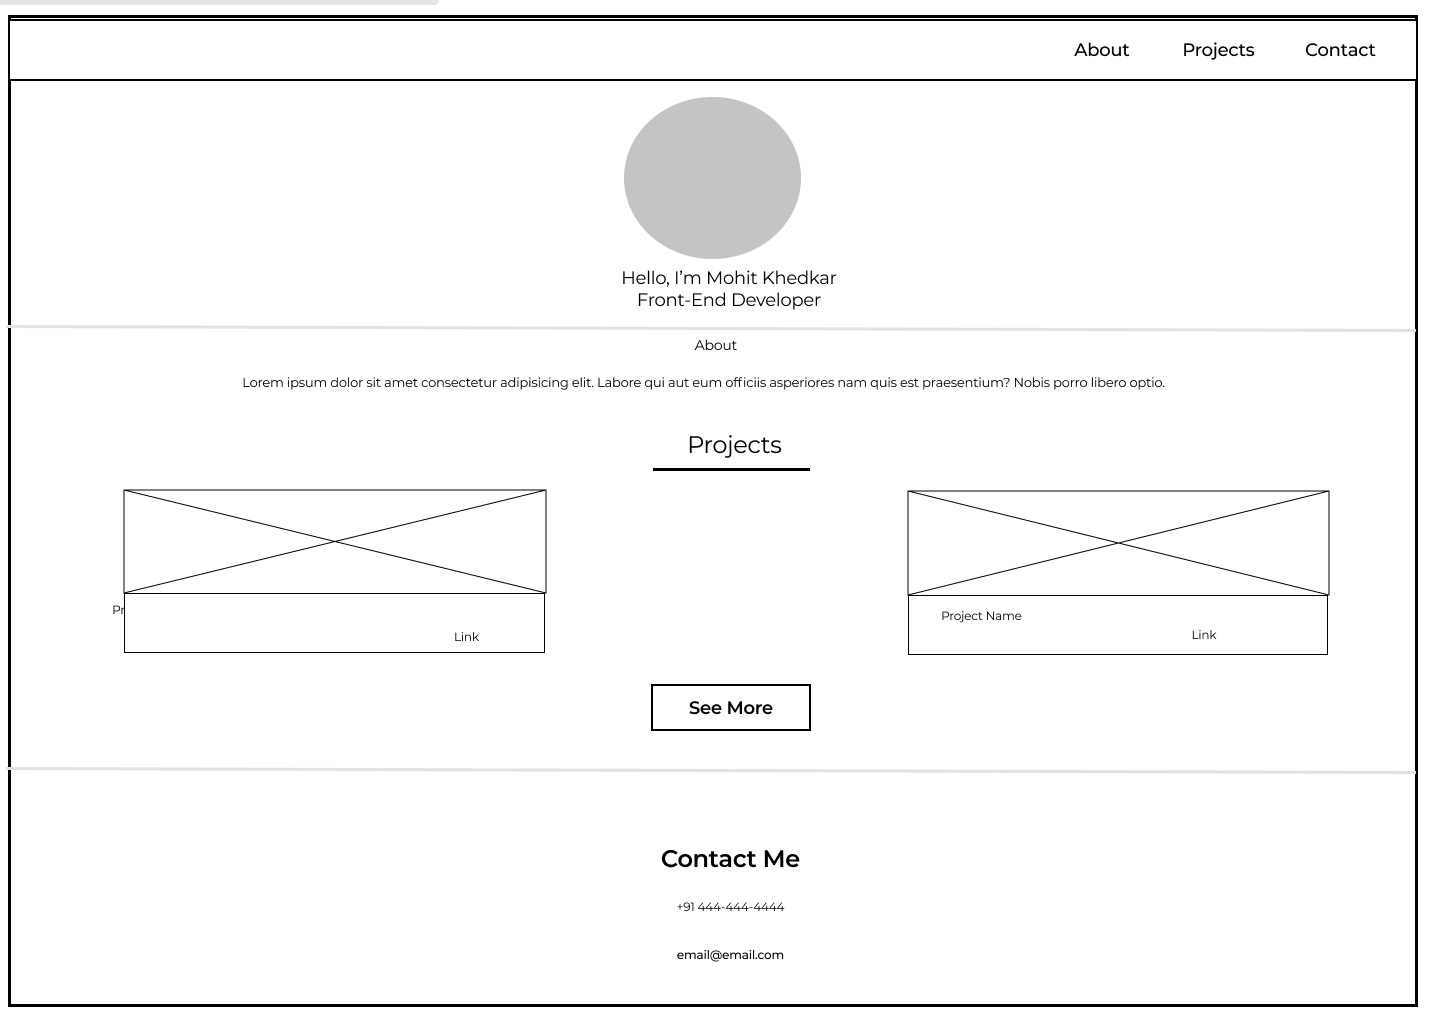 About Projects Contact
Hello, I’m Mohit Khedkar
Front-End Developer
About
Lorem ipsum dolor sit amet consectetur adipisicing elit. Labore qui aut eum officiis asperiores nam quis est praesentium? Nobis porro libero optio.
Projects
Pr
Link
Project Name
Link
See More
Contact Me
+91 444-444-4444
email@email.com